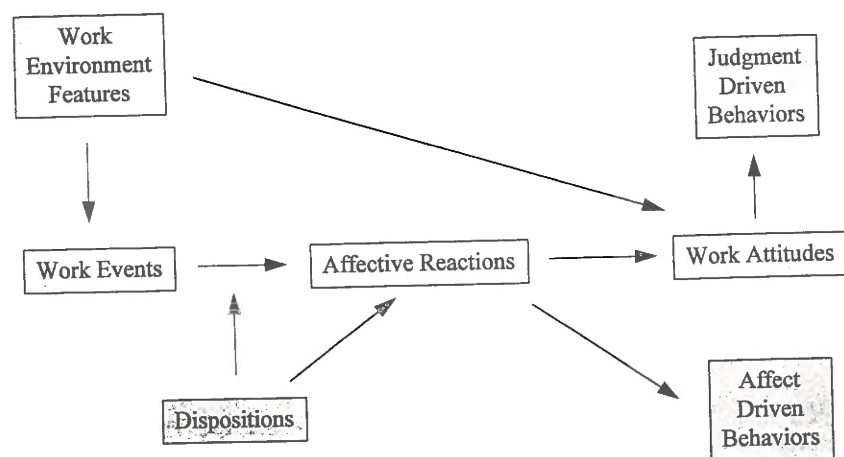 Work
Environment
Features
Judgment
Driven
Behaviors
Work Events
Affective Reactions
Work Attitudes
Dispositions
Affect
Driven
Behaviors